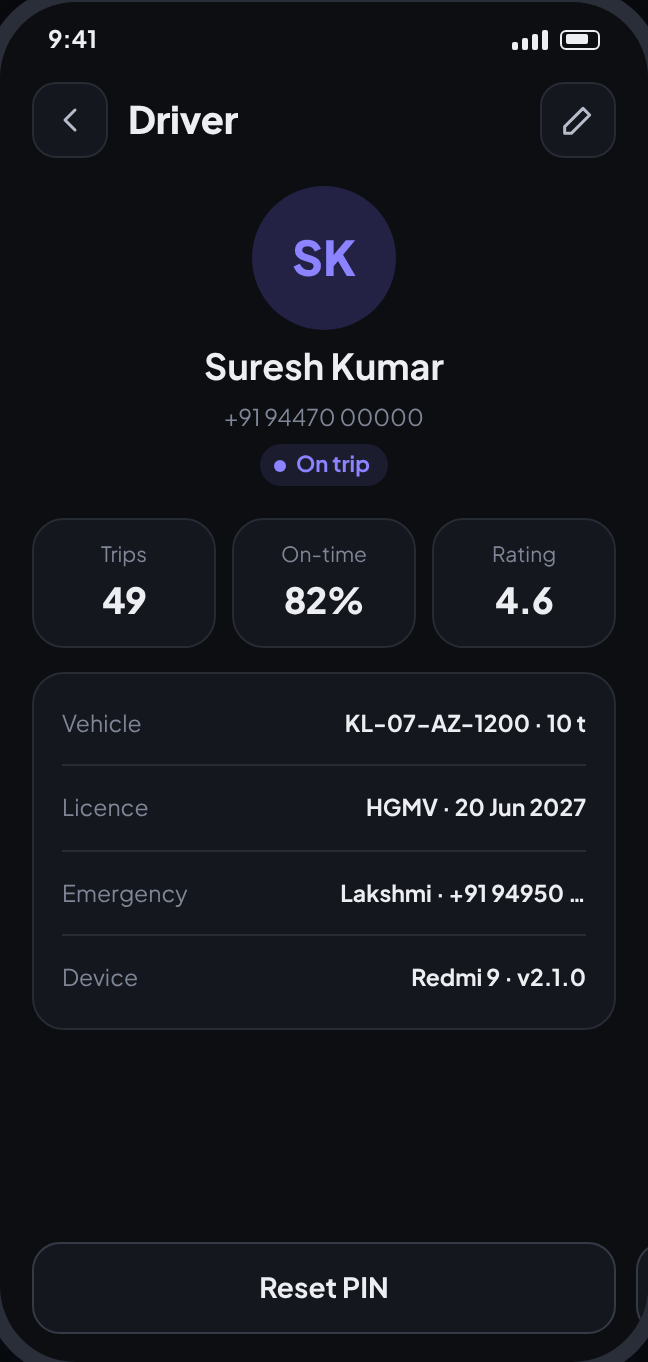 9:41
Driver
SK
Suresh Kumar
+91 94470 00000
On trip
Trips On-time Rating
49 82% 4.6
Vehicle KL-07-AZ-1200 · 10 t
Licence HGMV · 20 Jun 2027
Emergency Lakshmi · +91 94950 …
Device Redmi 9 · v2.1.0
Reset PIN